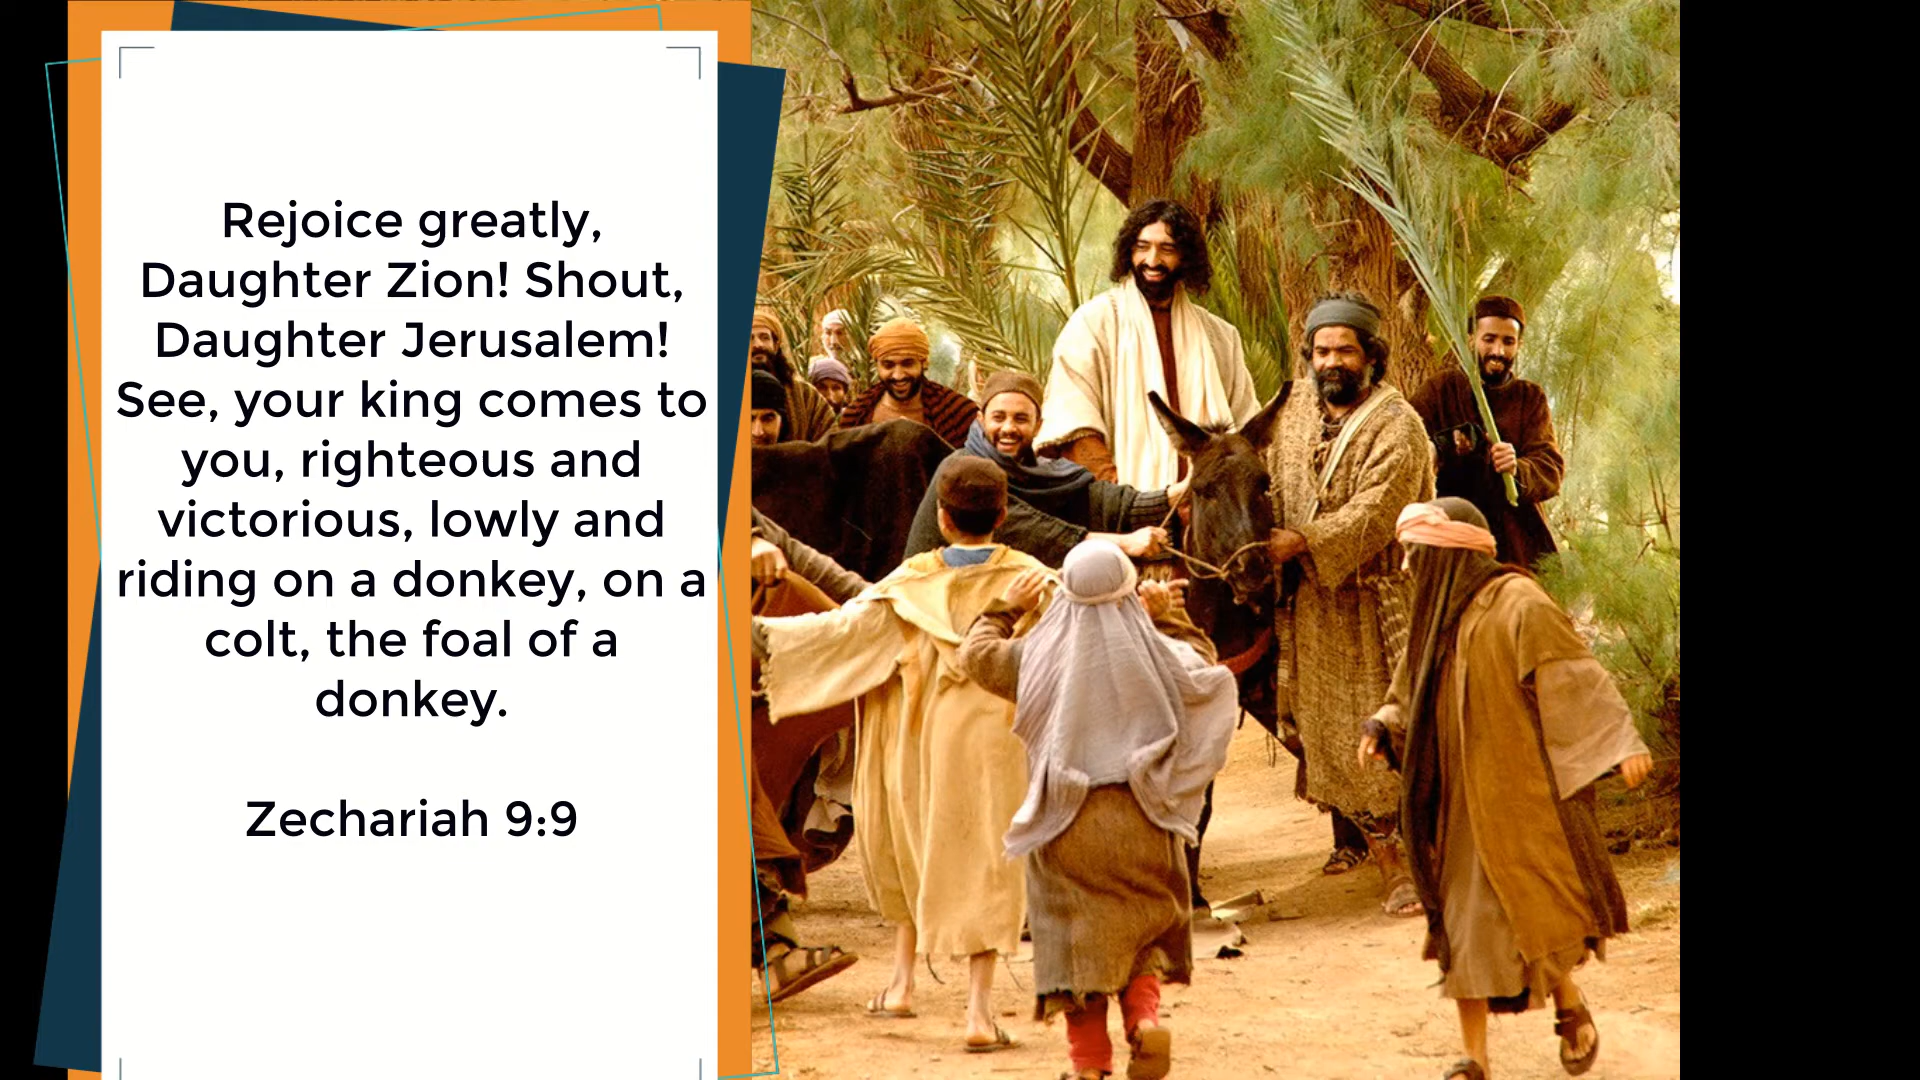 Rejoice greatly,
Daughter Zion! Shout,
Daughter Jerusalem!
See, your king comes to
you, righteous and
victorious, lowly and
riding on a donkey, on a
colt, the foal of a
donkey.
Zechariah 9:9